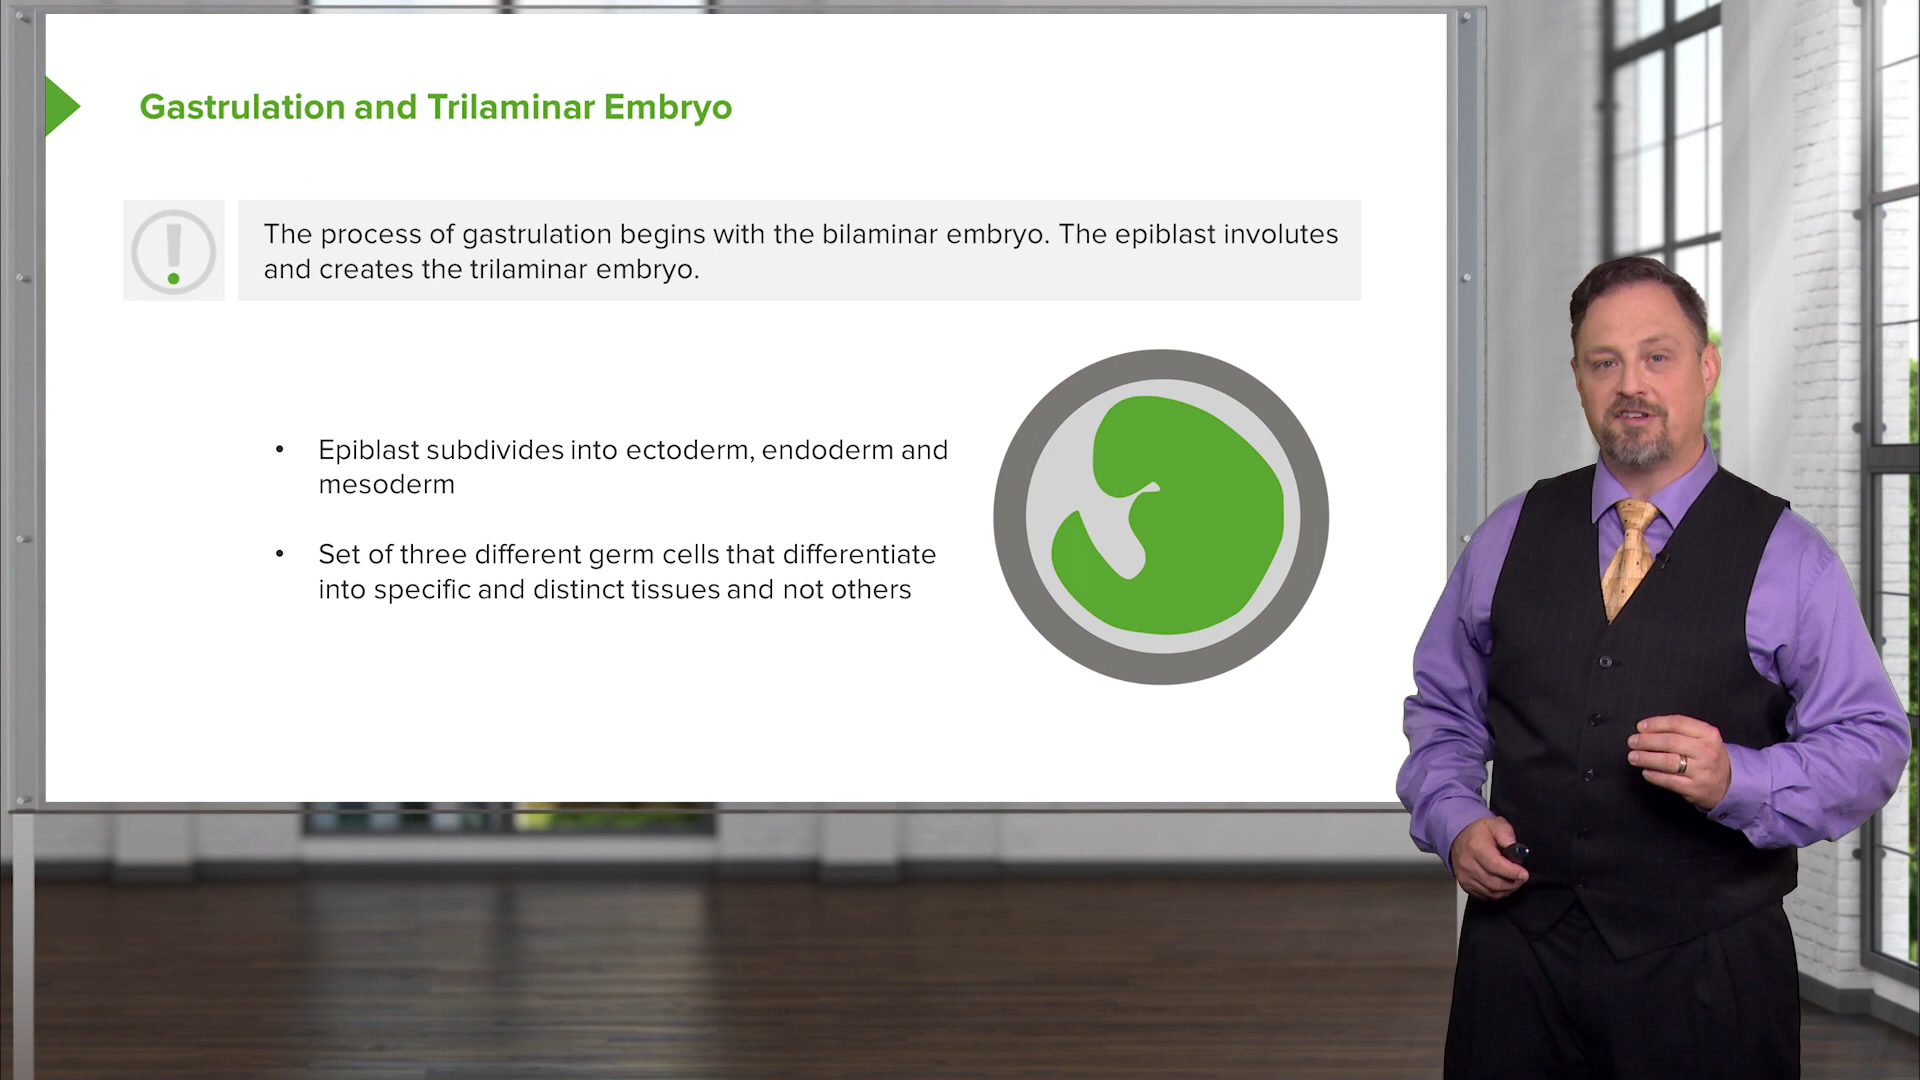 Gastrulation and Trilaminar Embryo
The process of gastrulation begins with the bilaminar embryo. The epiblast involutes
and creates the trilaminar embryo.
• Epiblast subdivides into ectoderm, endoderm and
mesoderm
• Set of three different germ cells that differentiate
into specific and distinct tissues and not others